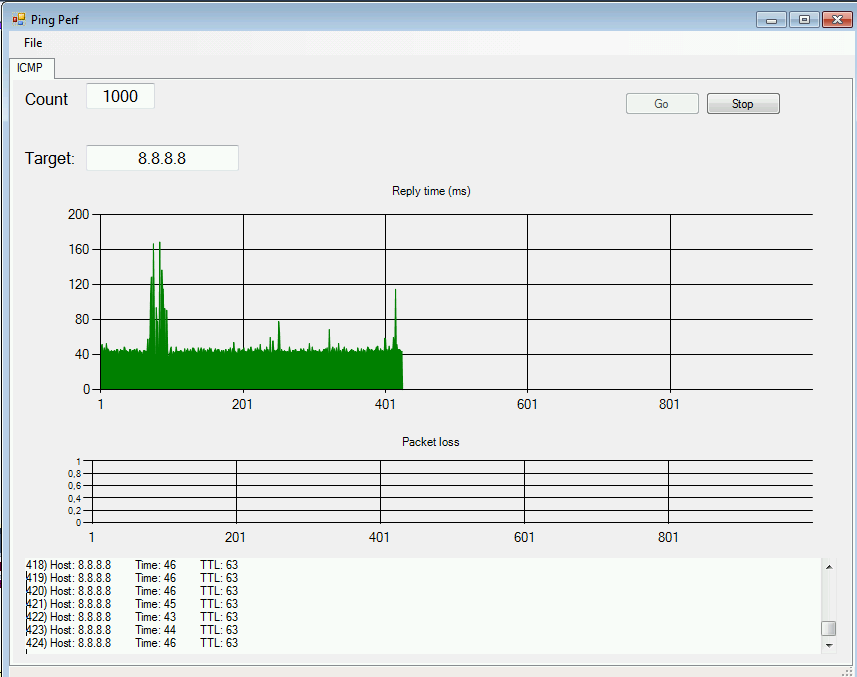 Ping Perf
File
ICMP
Count 1000 Go Stop
Target: 8.8.8.8
Reply time (ms)
200
160
120
80
40
0
1 201 401 601 801
Packet loss
1
0,8
0,6
0,4
0,2
0
1 201 401 601 801
418) Host: 8.8.8.8 Time: 46 TTL: 63
419) Host: 8.8.8.8 Time: 46 TTL: 63
420) Host: 8.8.8.8 Time: 46 TTL: 63
421) Host: 8.8.8.8 Time: 45 TTL: 63
422) Host: 8.8.8.8 Time: 43 TTL: 63
423) Host: 8.8.8.8 Time: 44 TTL: 63
424) Host: 8.8.8.8 Time: 46 TTL: 63